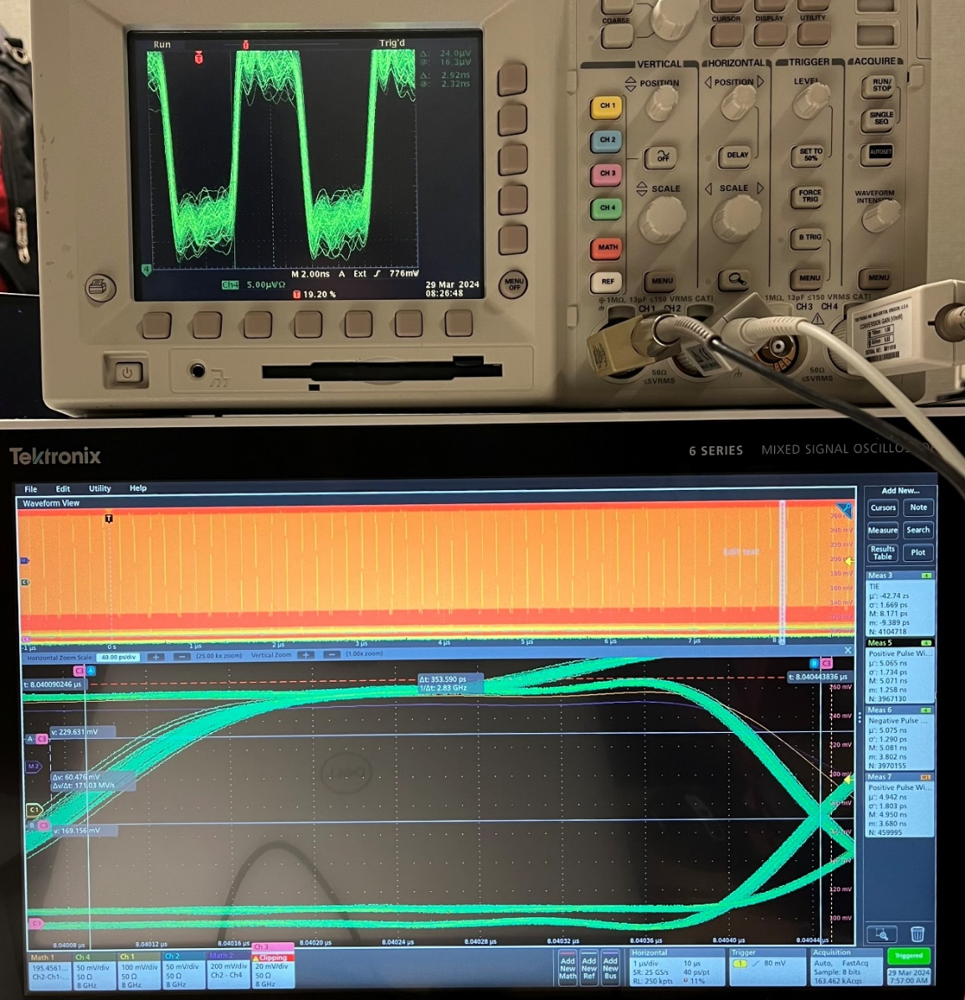 COARSE
CURSOR
DISPLAY
UTILITY
Run
Trig'd
Δ: 24.0µV
@: 16.3µV
Δ: 2.92ns
@: 2.32ns
M 2.00ns A Ext 776mV
Ch4 5.00µVΩ
19.20 %
29 Mar 2024
08:26:48
MENU
OFF
VERTICAL
HORIZONTAL
TRIGGER
ACQUIRE
POSITION
POSITION
LEVEL
RUN/
STOP
CH 1
CH 2
CH 3
CH 4
MATH
REF
OFF
DELAY
SET TO
50%
SINGLE
SEQ
AUTOSET
SCALE
SCALE
FORCE
TRIG
WAVEFORM
INTENSITY
B TRIG
MENU
MENU
MENU
1MΩ, 13pF ≤150 VRMS CAT I
CH 1 CH 2
1MΩ, 13pF ≤150 VRMS CAT I
CH 3 CH 4
50Ω
≤5VRMS
50Ω
≤5VRMS
CONVERSION GAIN (V/mW)
Tektronix
6 SERIES MIXED SIGNAL OSCILLOS
File Edit Utility Help
Waveform View
Add New...
Cursors Note
Measure Search
Results
Table
Plot
Edit text
260 mV
240 mV
220 mV
200 mV
180 mV
160 mV
140 mV
-1 µs 0 s 1 µs 2 µs 3 µs 4 µs 5 µs 6 µs 7 µs
Horizontal Zoom Scale 40.00 ps/div (25.00 kx zoom) Vertical Zoom (1.00x zoom)
C3 A
B C3
t: 8.040090246 µs
Δt: 353.590 ps
1/Δt: 2.83 GHz
t: 8.040443836 µs
260 mV
240 mV
220 mV
v: 229.631 mV
A C3
M 2
Δv: 60.476 mV
Δv/Δt: 171.03 MV/s
C1
B
v: 169.156 mV
120 mV
100 mV
C3
8.04008 µs 8.04012 µs 8.04016 µs 8.04020 µs 8.04024 µs 8.04028 µs 8.04032 µs 8.04036 µs 8.04040 µs 8.04044 µs
Meas 3
TIE
µ': -42.74 zs
σ': 1.669 ps
M: 8.171 ps
m: -9.389 ps
N: 4104718
Meas 5
Positive Pulse Wi...
µ': 5.065 ns
σ': 1.734 ps
M: 5.071 ns
m: 1.258 ns
N: 3967130
Meas 6
Negative Pulse ...
µ': 5.075 ns
σ': 1.290 ps
M: 5.081 ns
m: 3.802 ns
N: 3970155
Meas 7
Positive Pulse Wi...
µ': 4.942 ns
σ': 1.803 ps
M: 4.950 ns
m: 3.680 ns
N: 459995
Math 1
195.4561...
Ch2-Ch1-...
Ch 4
50 mV/div
50 Ω
8 GHz
Ch 1
100 mV/div
50 Ω
8 GHz
Ch 2
50 mV/div
50 Ω
8 GHz
Math 2
200 mV/div
Ch2 - Ch4
Ch 3
Clipping
20 mV/div
50 Ω
8 GHz
Add
New
Math
Add
New
Ref
Add
New
Bus
Horizontal
1 µs/div 10 µs
SR: 25 GS/s 40 ps/pt
RL: 250 kpts 11%
Trigger
1 80 mV
Acquisition
Auto, FastAcq
Sample: 8 bits
163.462 kAcqs
Triggered
29 Mar 2024
7:57:00 AM